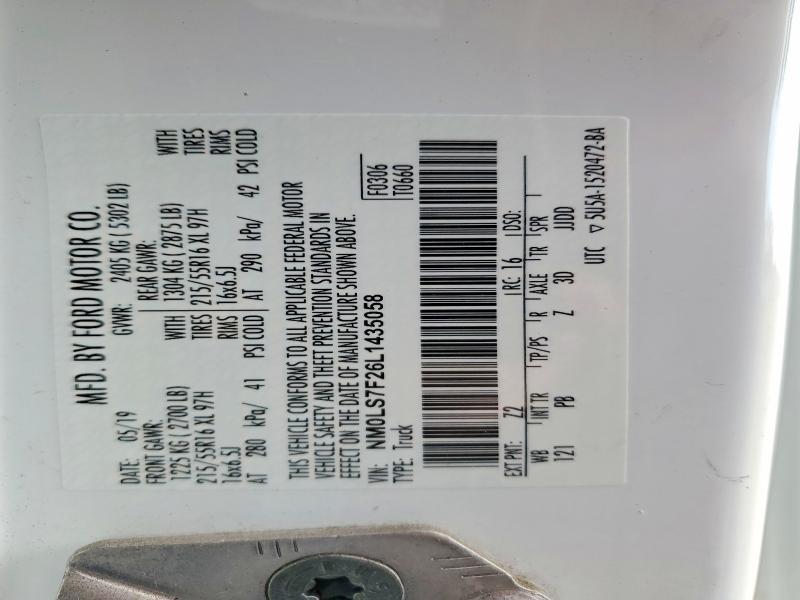 MFD. BY FORD MOTOR CO.
DATE: 05/19 GVWR: 2405 KG ( 5302 LB)
FRONT GAWR: REAR GAWR:
1225 KG ( 2700 LB) WITH 1304 KG ( 2875 LB) WITH
215/55R16 XL 97H TIRES 215/55R16 XL 97H TIRES
16x6.5J RIMS 16x6.5J RIMS
AT 280 kPa/ 41 PSI COLD AT 290 kPa/ 42 PSI COLD
THIS VEHICLE CONFORMS TO ALL APPLICABLE FEDERAL MOTOR
VEHICLE SAFETY AND THEFT PREVENTION STANDARDS IN
EFFECT ON THE DATE OF MANUFACTURE SHOWN ABOVE.
VIN: NM0LS7F26L1435058 F0306
TYPE: Truck T0660
EXT PNT: Z2 RC: 16 DSO:
WB INT TR TP/PS R AXLE TR SPR
121 PB Z 3D JJDD
UTC ▽ 5U5A-1520472-BA